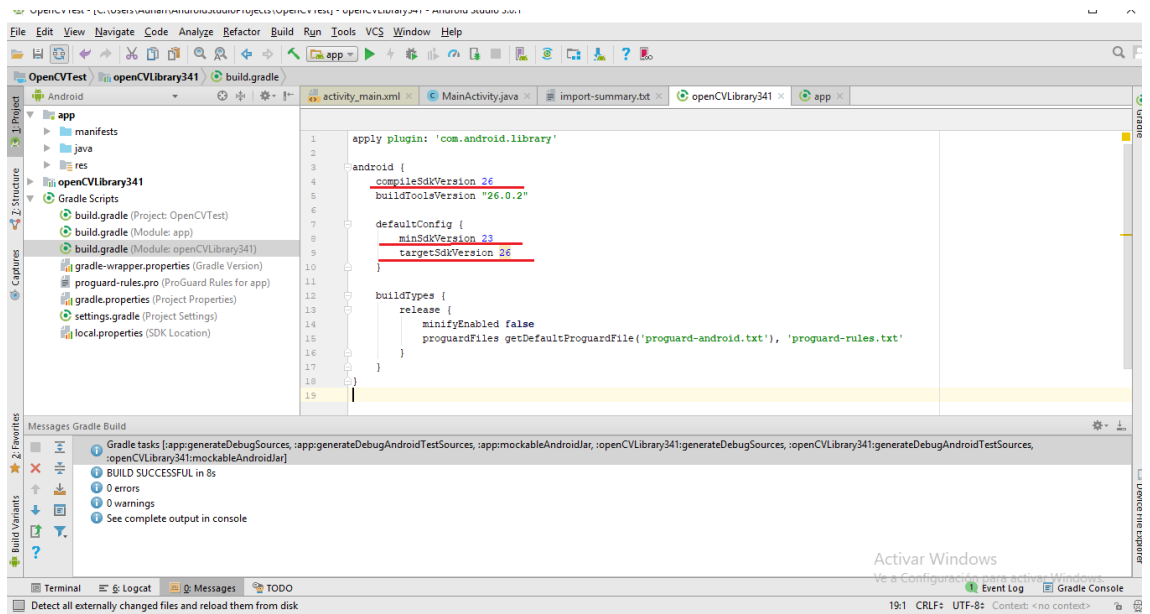 OpenCVTest - [C:\Users\Adrian\AndroidStudioProjects\OpenCVTest] - openCVLibrary341 - Android Studio 3.0.1
File Edit View Navigate Code Analyze Refactor Build Run Tools VCS Window Help
app
OpenCVTest openCVLibrary341 build.gradle
Android
activity_main.xml × MainActivity.java × import-summary.txt × openCVLibrary341 × app ×
1: Project
Z: Structure
Captures
2: Favorites
Build Variants
app
manifests
java
res
openCVLibrary341
Gradle Scripts
build.gradle (Project: OpenCVTest)
build.gradle (Module: app)
build.gradle (Module: openCVLibrary341)
gradle-wrapper.properties (Gradle Version)
proguard-rules.pro (ProGuard Rules for app)
gradle.properties (Project Properties)
settings.gradle (Project Settings)
local.properties (SDK Location)
1 apply plugin: 'com.android.library'
2
3 android {
4 compileSdkVersion 26
5 buildToolsVersion "26.0.2"
6
7 defaultConfig {
8 minSdkVersion 23
9 targetSdkVersion 26
10 }
11
12 buildTypes {
13 release {
14 minifyEnabled false
15 proguardFiles getDefaultProguardFile('proguard-android.txt'), 'proguard-rules.txt'
16 }
17 }
18 }
19
Gradle
Device File Explorer
Messages Gradle Build
Gradle tasks [:app:generateDebugSources, :app:generateDebugAndroidTestSources, :app:mockableAndroidJar, :openCVLibrary341:generateDebugSources, :openCVLibrary341:generateDebugAndroidTestSources,
:openCVLibrary341:mockableAndroidJar]
BUILD SUCCESSFUL in 8s
0 errors
0 warnings
See complete output in console
Activar Windows
Ve a Configuración para activar Windows.
Terminal 6: Logcat 0: Messages TODO
1 Event Log Gradle Console
Detect all externally changed files and reload them from disk
19:1 CRLF÷ UTF-8÷ Context: <no context>